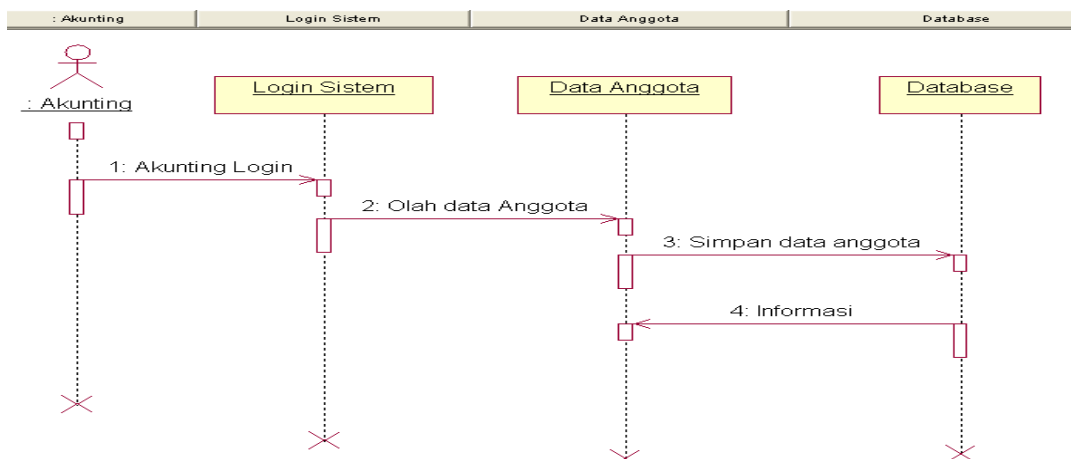 : Akunting
Login Sistem
Data Anggota
Database
: Akunting
Login Sistem
Data Anggota
Database
1: Akunting Login
2: Olah data Anggota
3: Simpan data anggota
4: Informasi